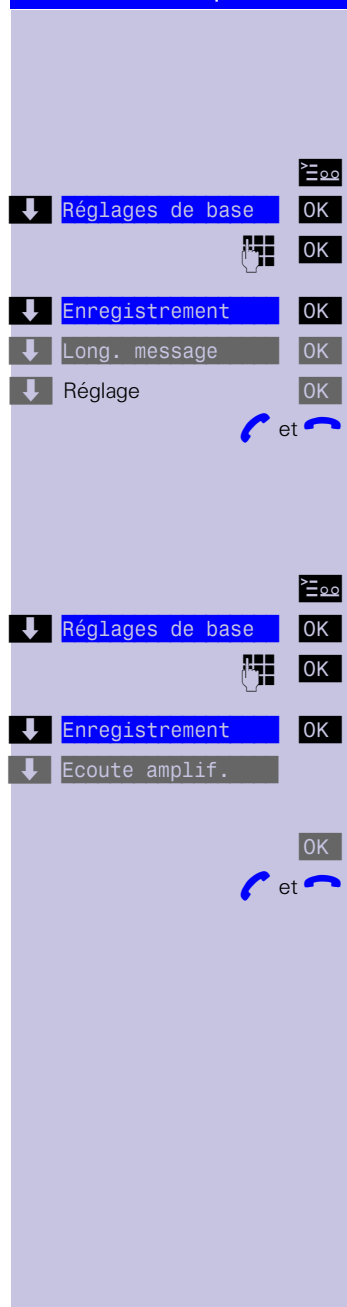 Réglages de base OK
OK
Enregistrement OK
Long. message OK
Réglage OK
et
Réglages de base OK
OK
Enregistrement OK
Ecoute amplif.
OK
et